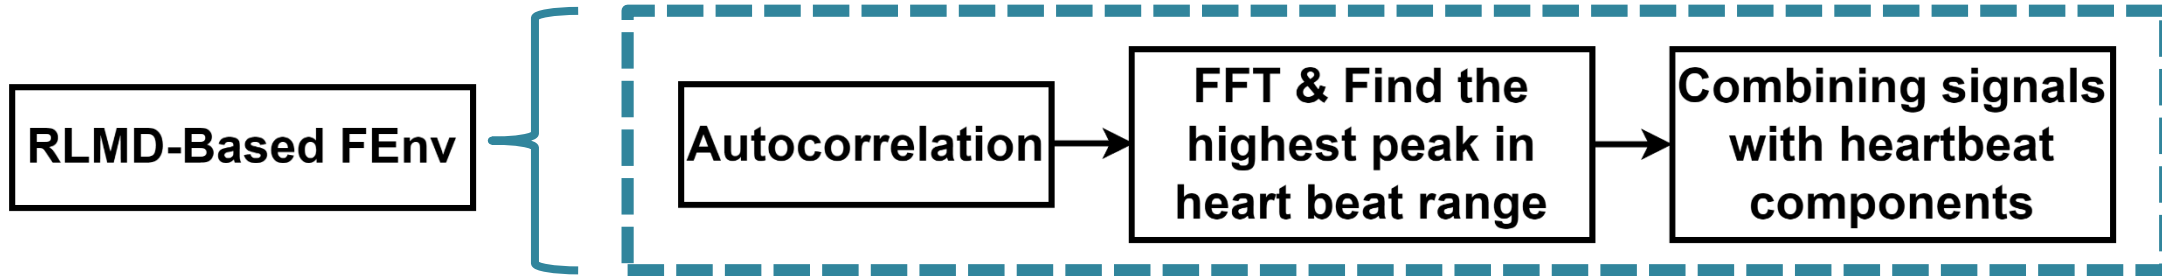 RLMD-Based FEnv
Autocorrelation
FFT & Find the
highest peak in
heart beat range
Combining signals
with heartbeat
components